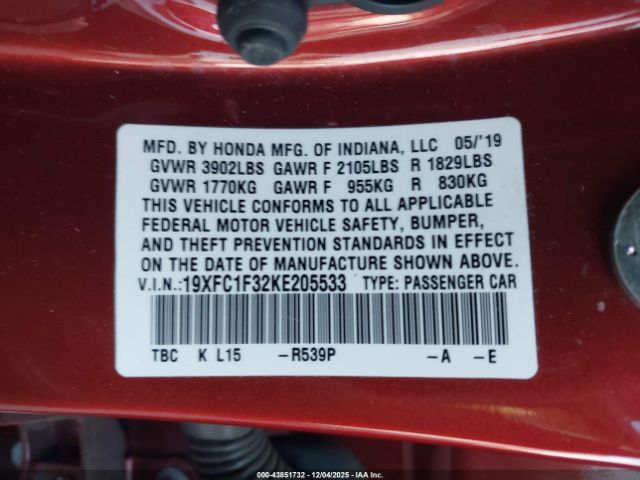 MFD. BY HONDA MFG. OF INDIANA, LLC 05/'19
GVWR 3902LBS GAWR F 2105LBS R 1829LBS
GVWR 1770KG GAWR F 955KG R 830KG
THIS VEHICLE CONFORMS TO ALL APPLICABLE
FEDERAL MOTOR VEHICLE SAFETY, BUMPER,
AND THEFT PREVENTION STANDARDS IN EFFECT
ON THE DATE OF MANUFACTURE SHOWN ABOVE.
V.I.N.:19XFC1F32KE205533 TYPE: PASSENGER CAR
TBC K L15 -R539P -A -E
000-43851732 - 12/04/2025 - IAA Inc.